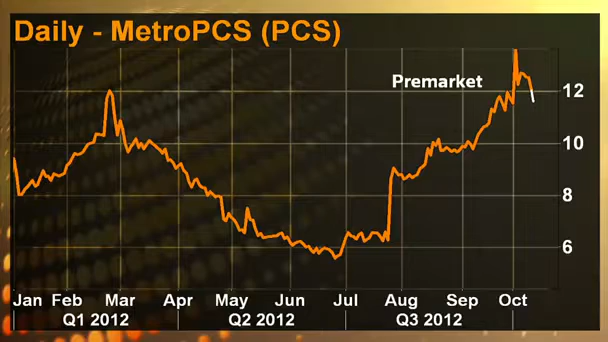 Daily - MetroPCS (PCS)
Premarket
12
10
8
6
Jan Feb Mar Apr May Jun Jul Aug Sep Oct
Q1 2012 Q2 2012 Q3 2012